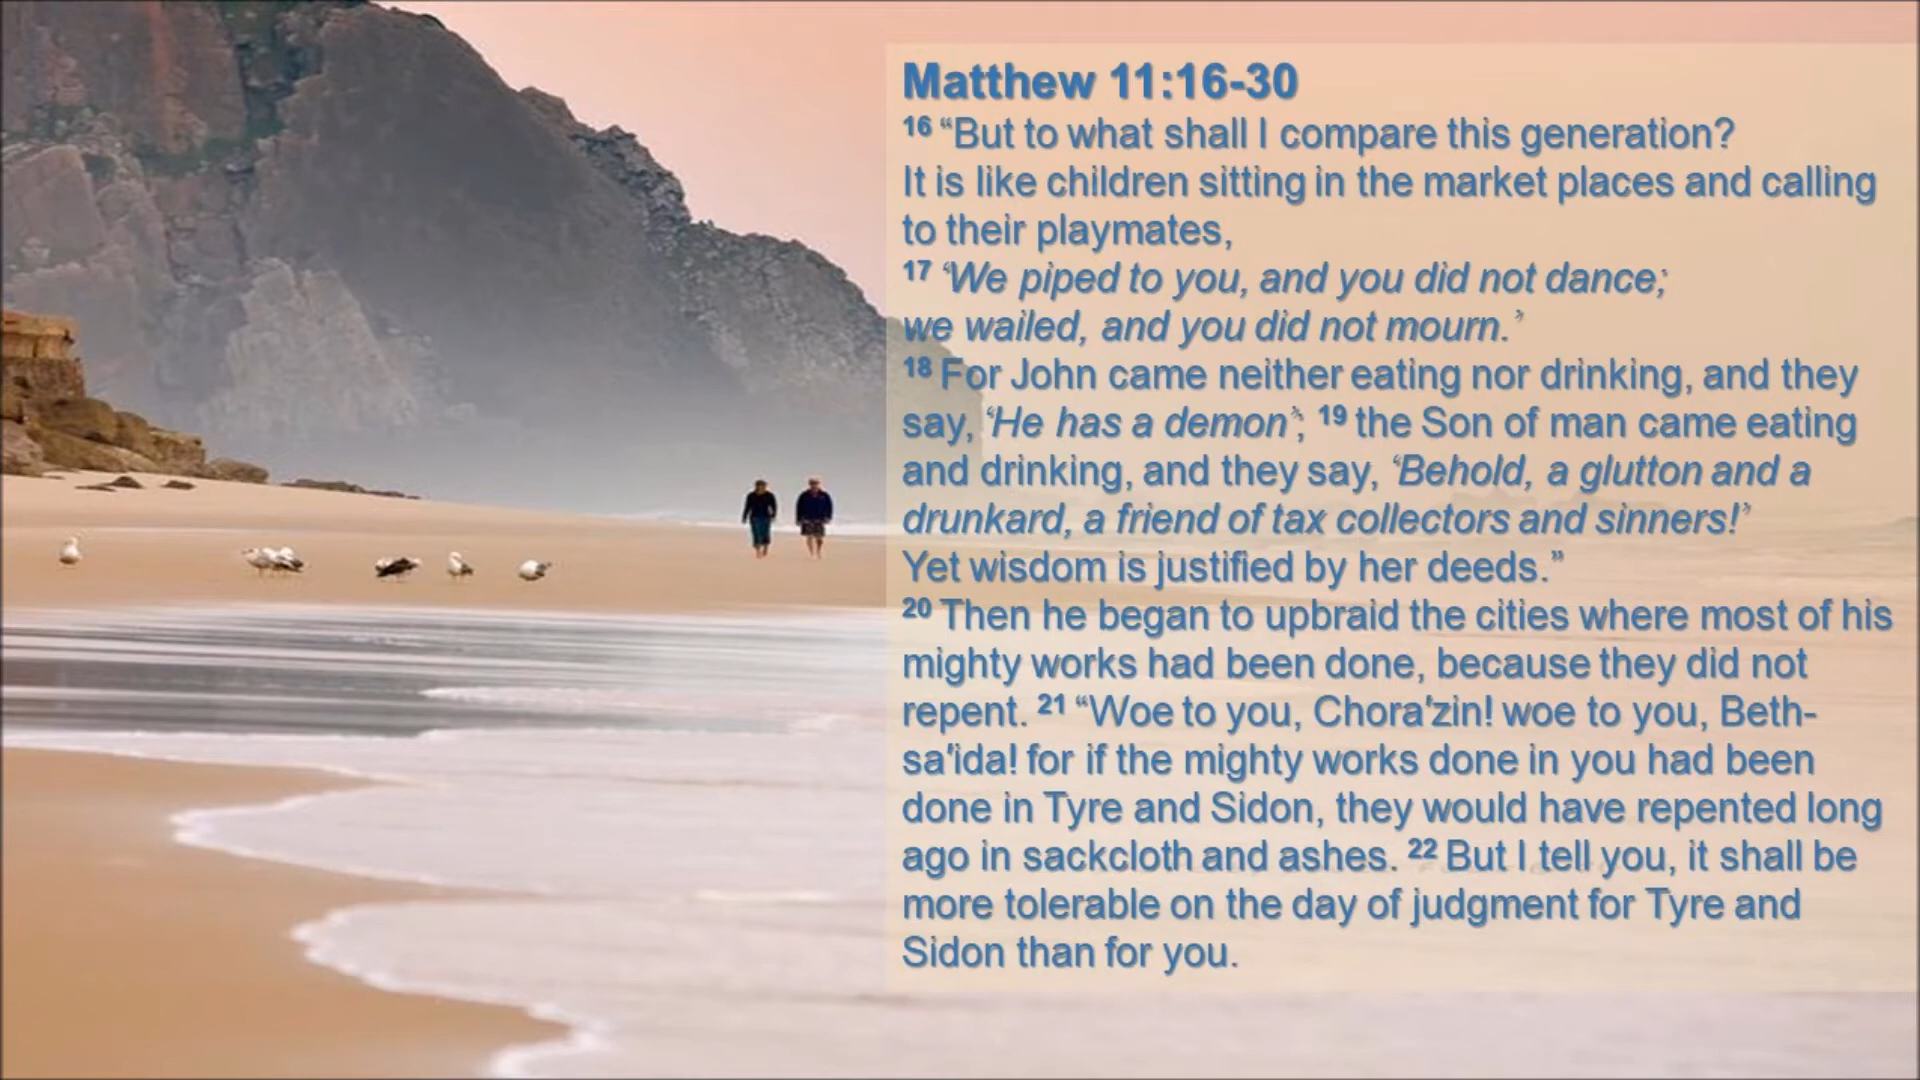 Matthew 11:16-30
16 “But to what shall I compare this generation?
It is like children sitting in the market places and calling
to their playmates,
17 ‘We piped to you, and you did not dance;
we wailed, and you did not mourn.’
18 For John came neither eating nor drinking, and they
say, ‘He has a demon’; 19 the Son of man came eating
and drinking, and they say, ‘Behold, a glutton and a
drunkard, a friend of tax collectors and sinners!’
Yet wisdom is justified by her deeds.”
20 Then he began to upbraid the cities where most of his
mighty works had been done, because they did not
repent. 21 “Woe to you, Chora′zin! woe to you, Beth-
sa′ida! for if the mighty works done in you had been
done in Tyre and Sidon, they would have repented long
ago in sackcloth and ashes. 22 But I tell you, it shall be
more tolerable on the day of judgment for Tyre and
Sidon than for you.